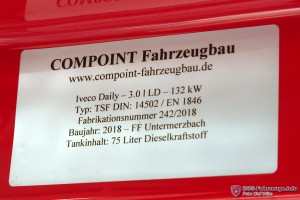 COMPOINT Fahrzeugbau
www.compoint-fahrzeugbau.de
Iveco Daily – 3.0 l LD – 132 kW
Typ: TSF DIN: 14502 / EN 1846
Fabrikationsnummer 242/2018
Baujahr: 2018 – FF Untermerzbach
Tankinhalt: 75 Liter Dieselkraftstoff